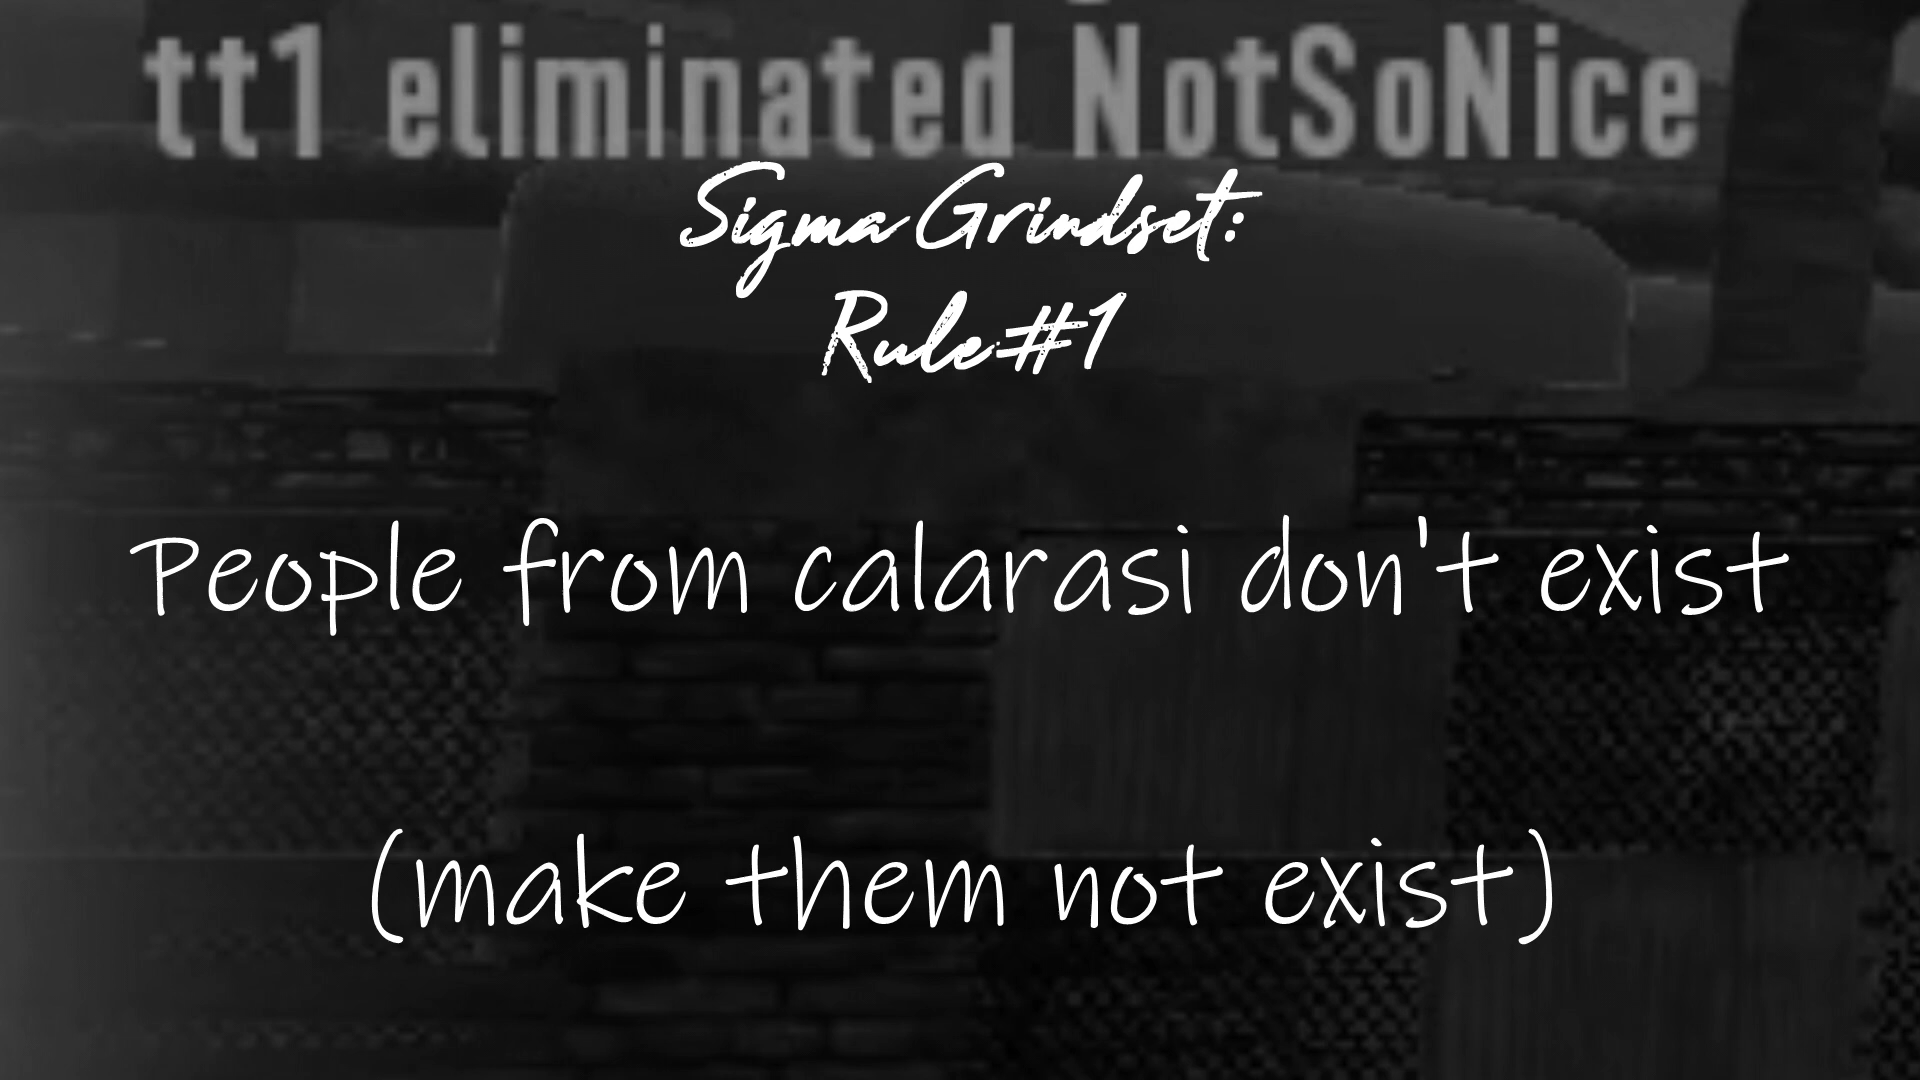 tt1 eliminated NotSoNice
Sigma Grindset:
Rule#1
People from calarasi don't exist
(make them not exist)